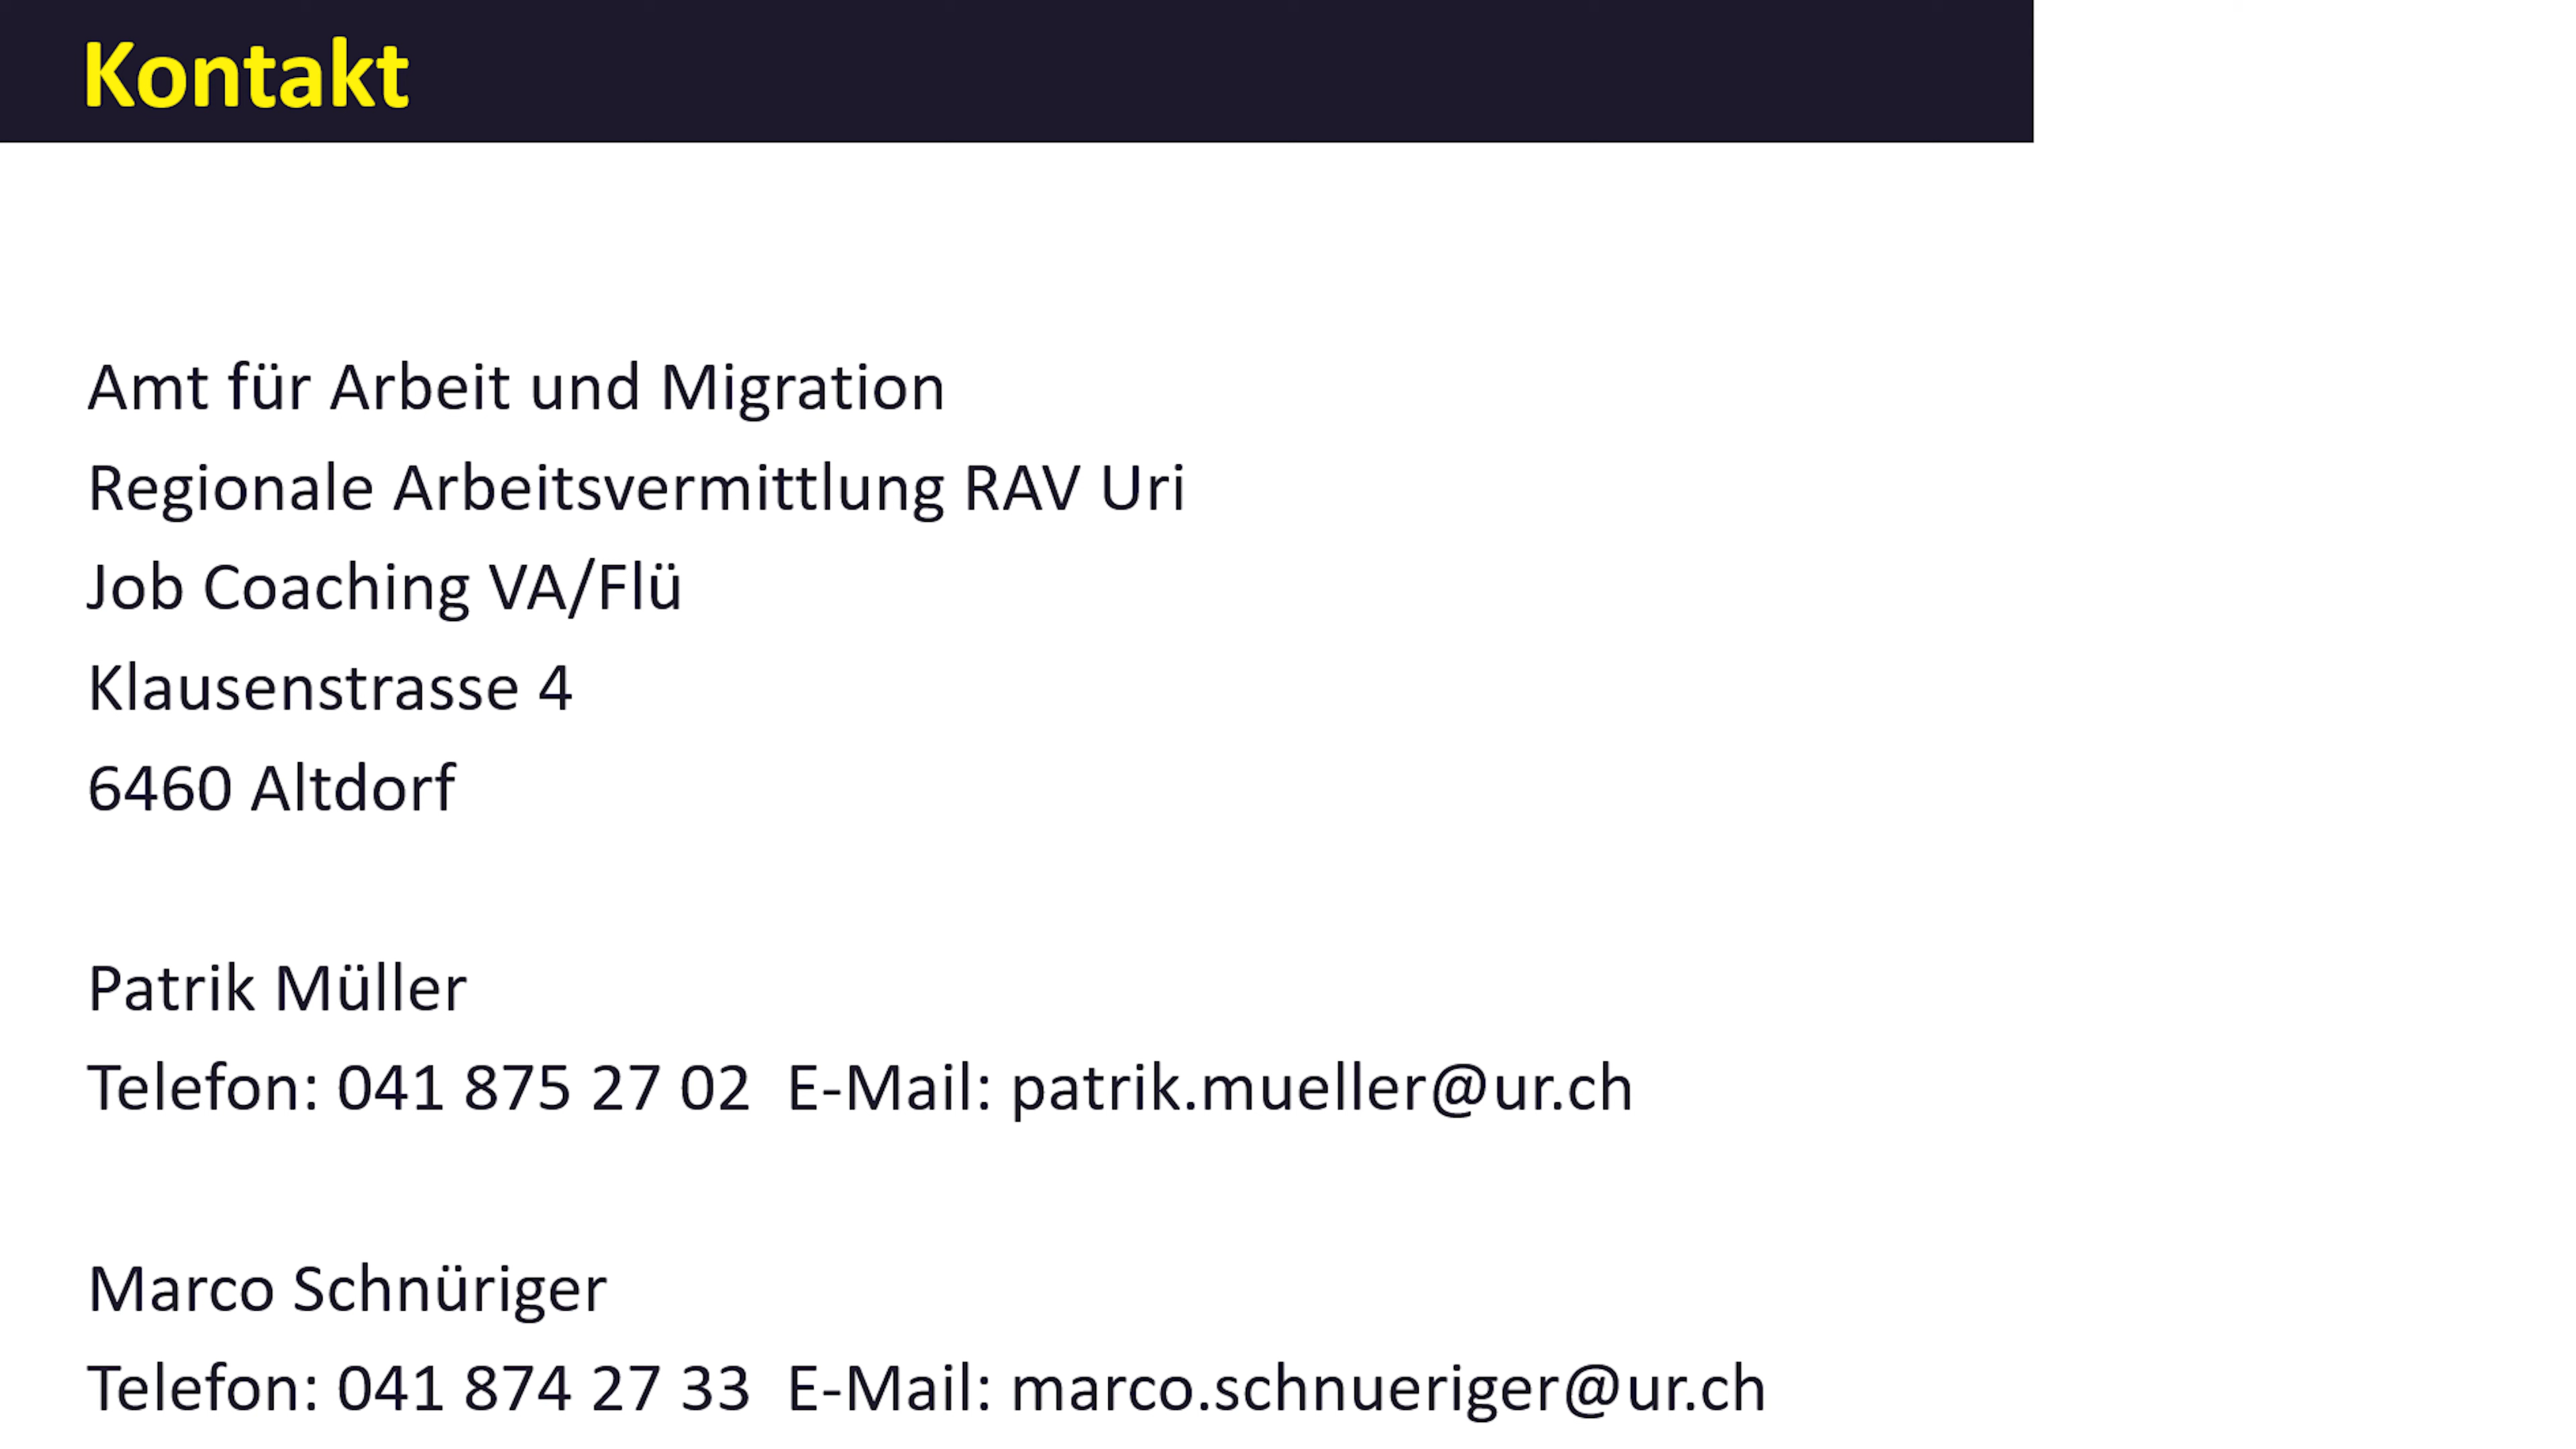 Kontakt
Amt für Arbeit und Migration
Regionale Arbeitsvermittlung RAV Uri
Job Coaching VA/Flü
Klausenstrasse 4
6460 Altdorf
Patrik Müller
Telefon: 041 875 27 02  E-Mail: patrik.mueller@ur.ch
Marco Schnüriger
Telefon: 041 874 27 33  E-Mail: marco.schnueriger@ur.ch